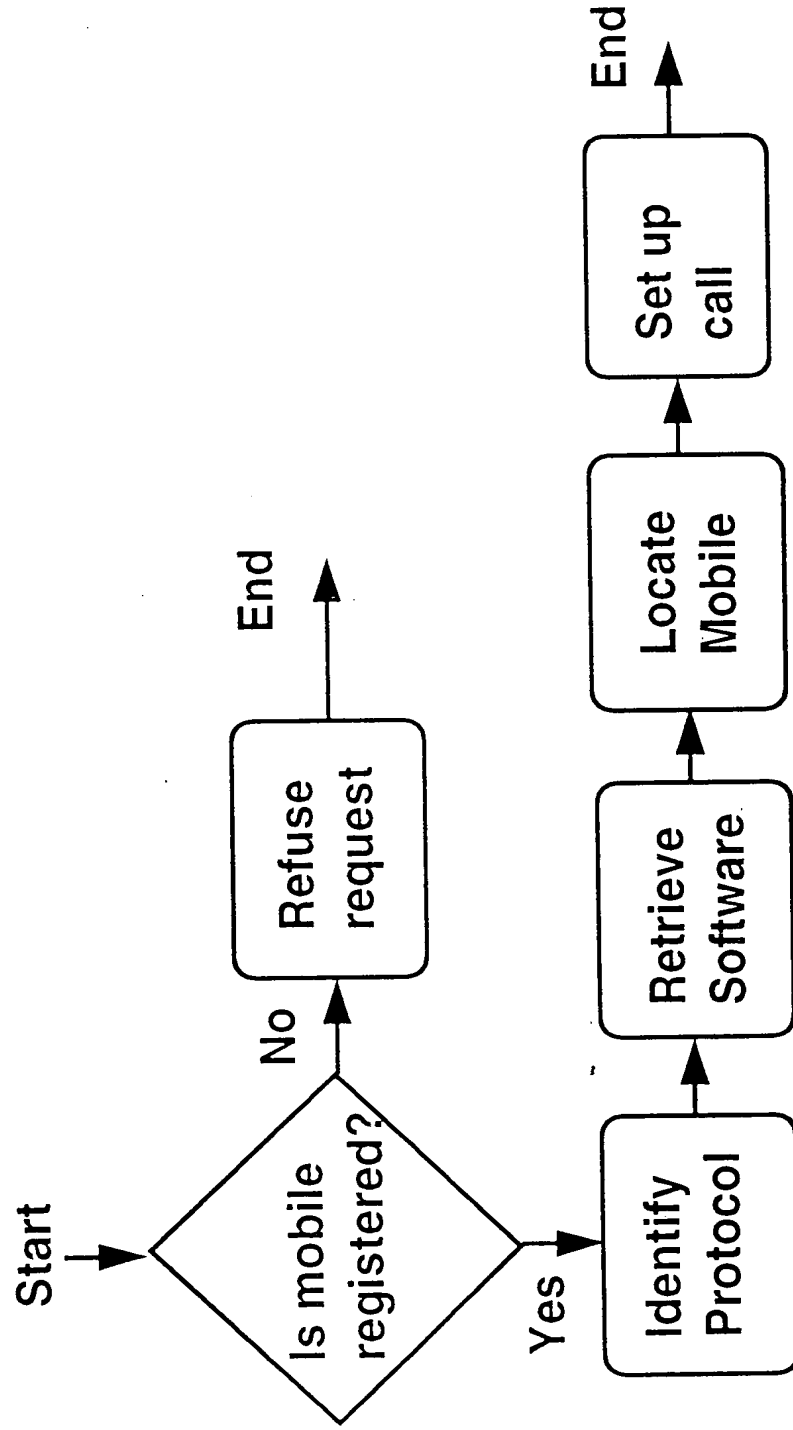 Start
Is mobile
registered?
No
Refuse
request
End
Yes
Identify
Protocol
Retrieve
Software
Locate
Mobile
Set up
call
End